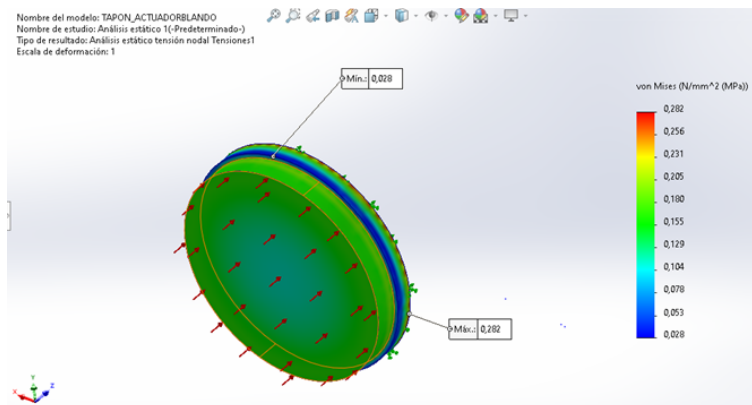 Nombre del modelo: TAPON_ACTUADORBLANDO
Nombre de estudio: Análisis estático 1(-Predeterminado-)
Tipo de resultado: Análisis estático tensión nodal Tensiones1
Escala de deformación: 1
Mín.: 0,028
von Mises (N/mm^2 (MPa))
0,282
0,256
0,231
0,205
0,180
0,155
0,129
0,104
0,078
0,053
0,028
Máx.: 0,282
Y
X
Z